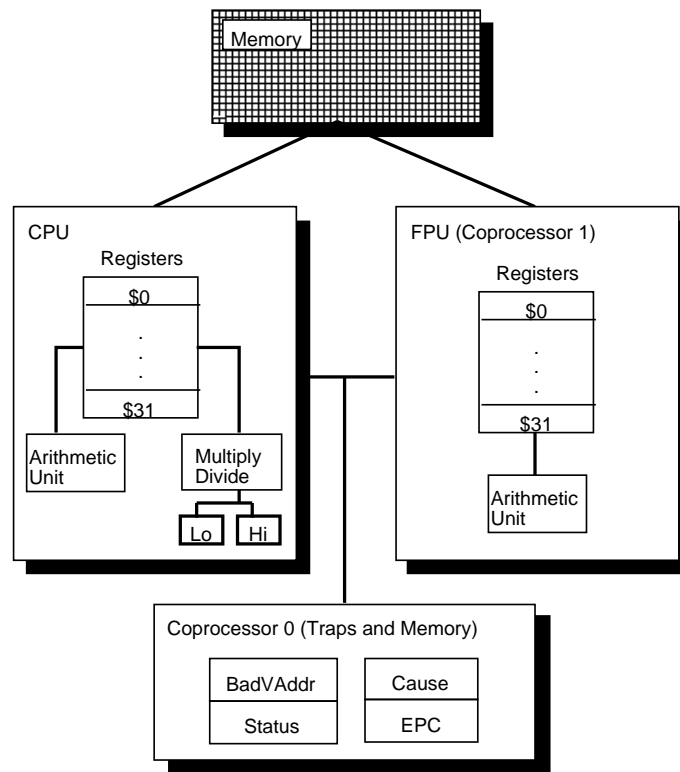 Memory
CPU
Registers
$0
.
.
.
$31
Arithmetic
Unit
Multiply
Divide
Lo
Hi
FPU (Coprocessor 1)
Registers
$0
.
.
.
$31
Arithmetic
Unit
Coprocessor 0 (Traps and Memory)
BadVAddr
Cause
Status
EPC